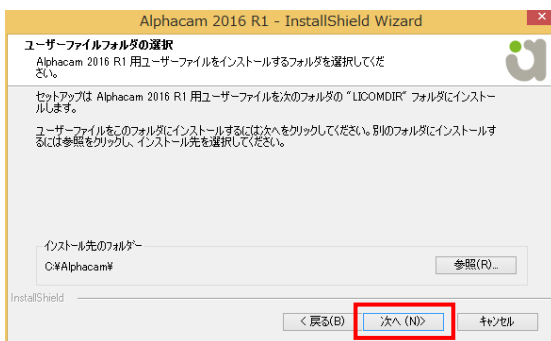 Alphacam 2016 R1 - InstallShield Wizard
ユーザーファイルフォルダの選択
Alphacam 2016 R1 用ユーザーファイルをインストールするフォルダを選択してくだ
さい。
セットアップは Alphacam 2016 R1 用ユーザーファイルを次のフォルダの “LICOMDIR” フォルダにインストー
ルします。
ユーザーファイルをこのフォルダにインストールするには次へをクリックしてください。別のフォルダにインストールす
るには参照をクリックし、インストール先を選択してください。
インストール先のフォルダー
C:¥Alphacam¥
参照(R)...
InstallShield
< 戻る(B)
次へ (N)>
キャンセル